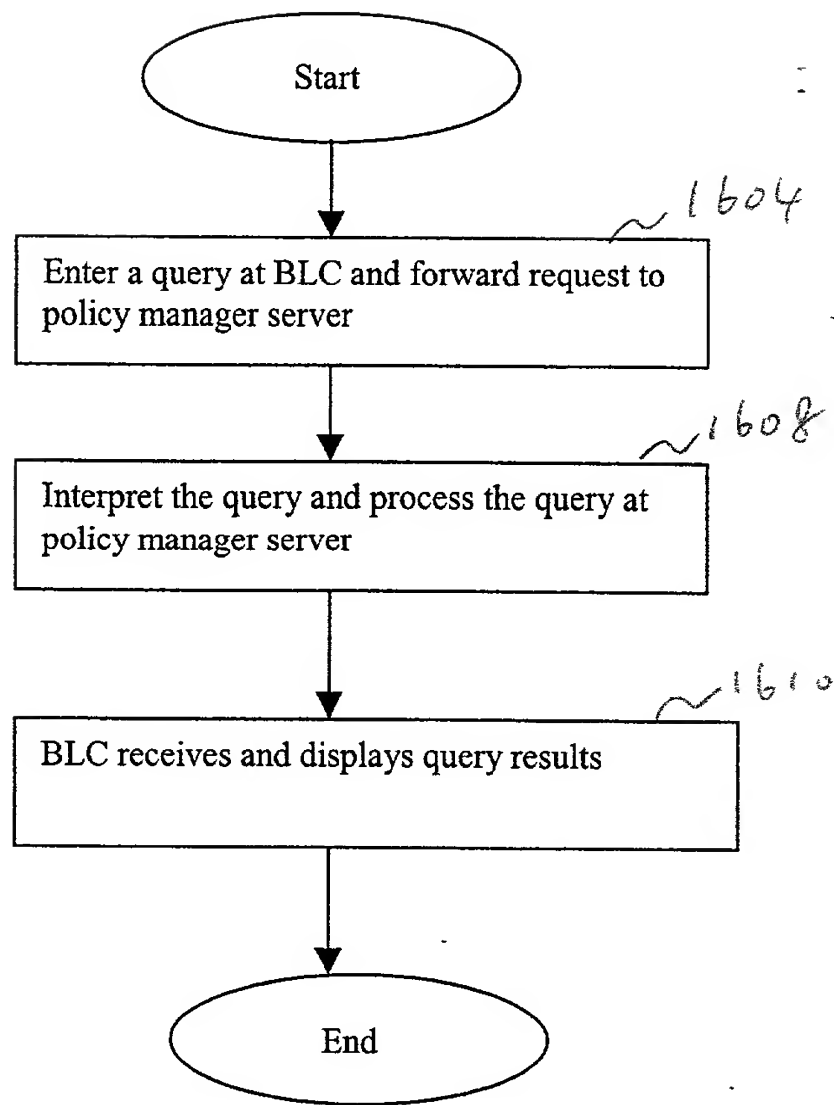 Start
1604
Enter a query at BLC and forward request to
policy manager server
1608
Interpret the query and process the query at
policy manager server
1610
BLC receives and displays query results
End